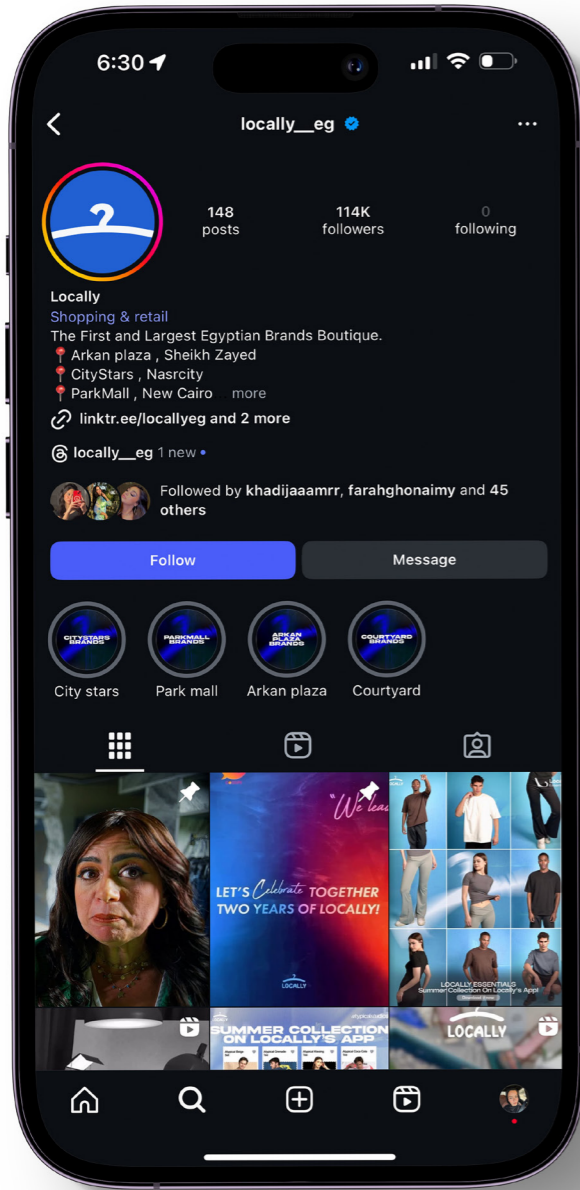 6:30
locally__eg
148
posts
114K
followers
0
following
Locally
Shopping & retail
The First and Largest Egyptian Brands Boutique.
Arkan plaza , Sheikh Zayed
CityStars , Nasrcity
ParkMall , New Cairo more
linktr.ee/locallyeg and 2 more
locally__eg 1 new
Followed by khadijaaamrr, farahghonaimy and 45
others
Follow
Message
CITYSTARS
BRANDS
PARKMALL
BRANDS
ARKAN
PLAZA
BRANDS
COURTYARD
BRANDS
City stars
Park mall
Arkan plaza
Courtyard
"We lea
LET'S Celebrate TOGETHER
TWO YEARS OF LOCALLY!
LOCALLY
LOCALLY ESSENTIALS
Summer Collection On Locally's App!
SUMMER COLLECTION
ON LOCALLY'S APP
LOCALLY